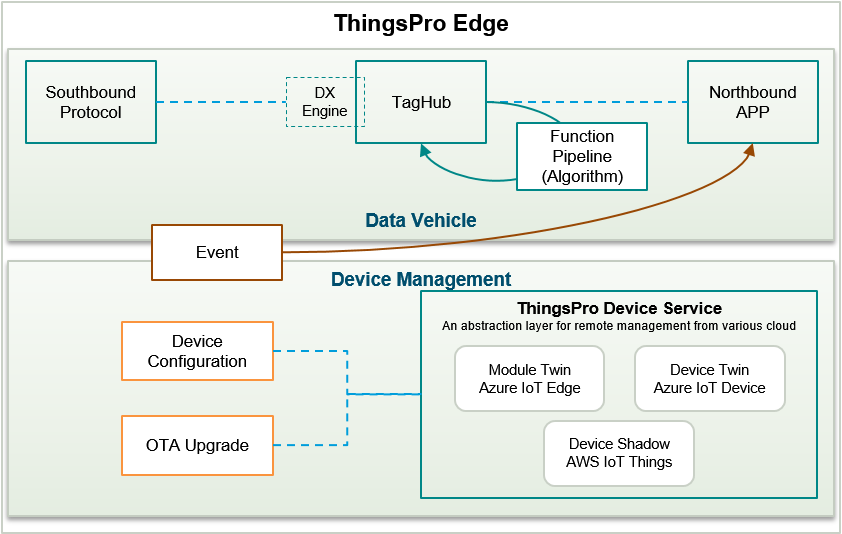 ThingsPro Edge
Southbound
Protocol
DX
Engine
TagHub
Northbound
APP
Function
Pipeline
(Algorithm)
Data Vehicle
Event
Device Management
ThingsPro Device Service
An abstraction layer for remote management from various cloud
Device
Configuration
Module Twin
Azure IoT Edge
Device Twin
Azure IoT Device
OTA Upgrade
Device Shadow
AWS IoT Things